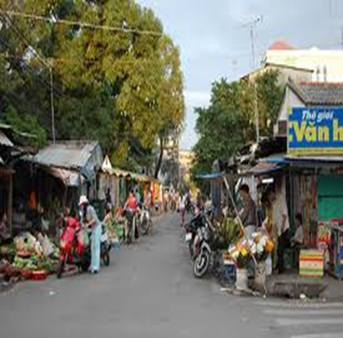 Thế giới
Văn h